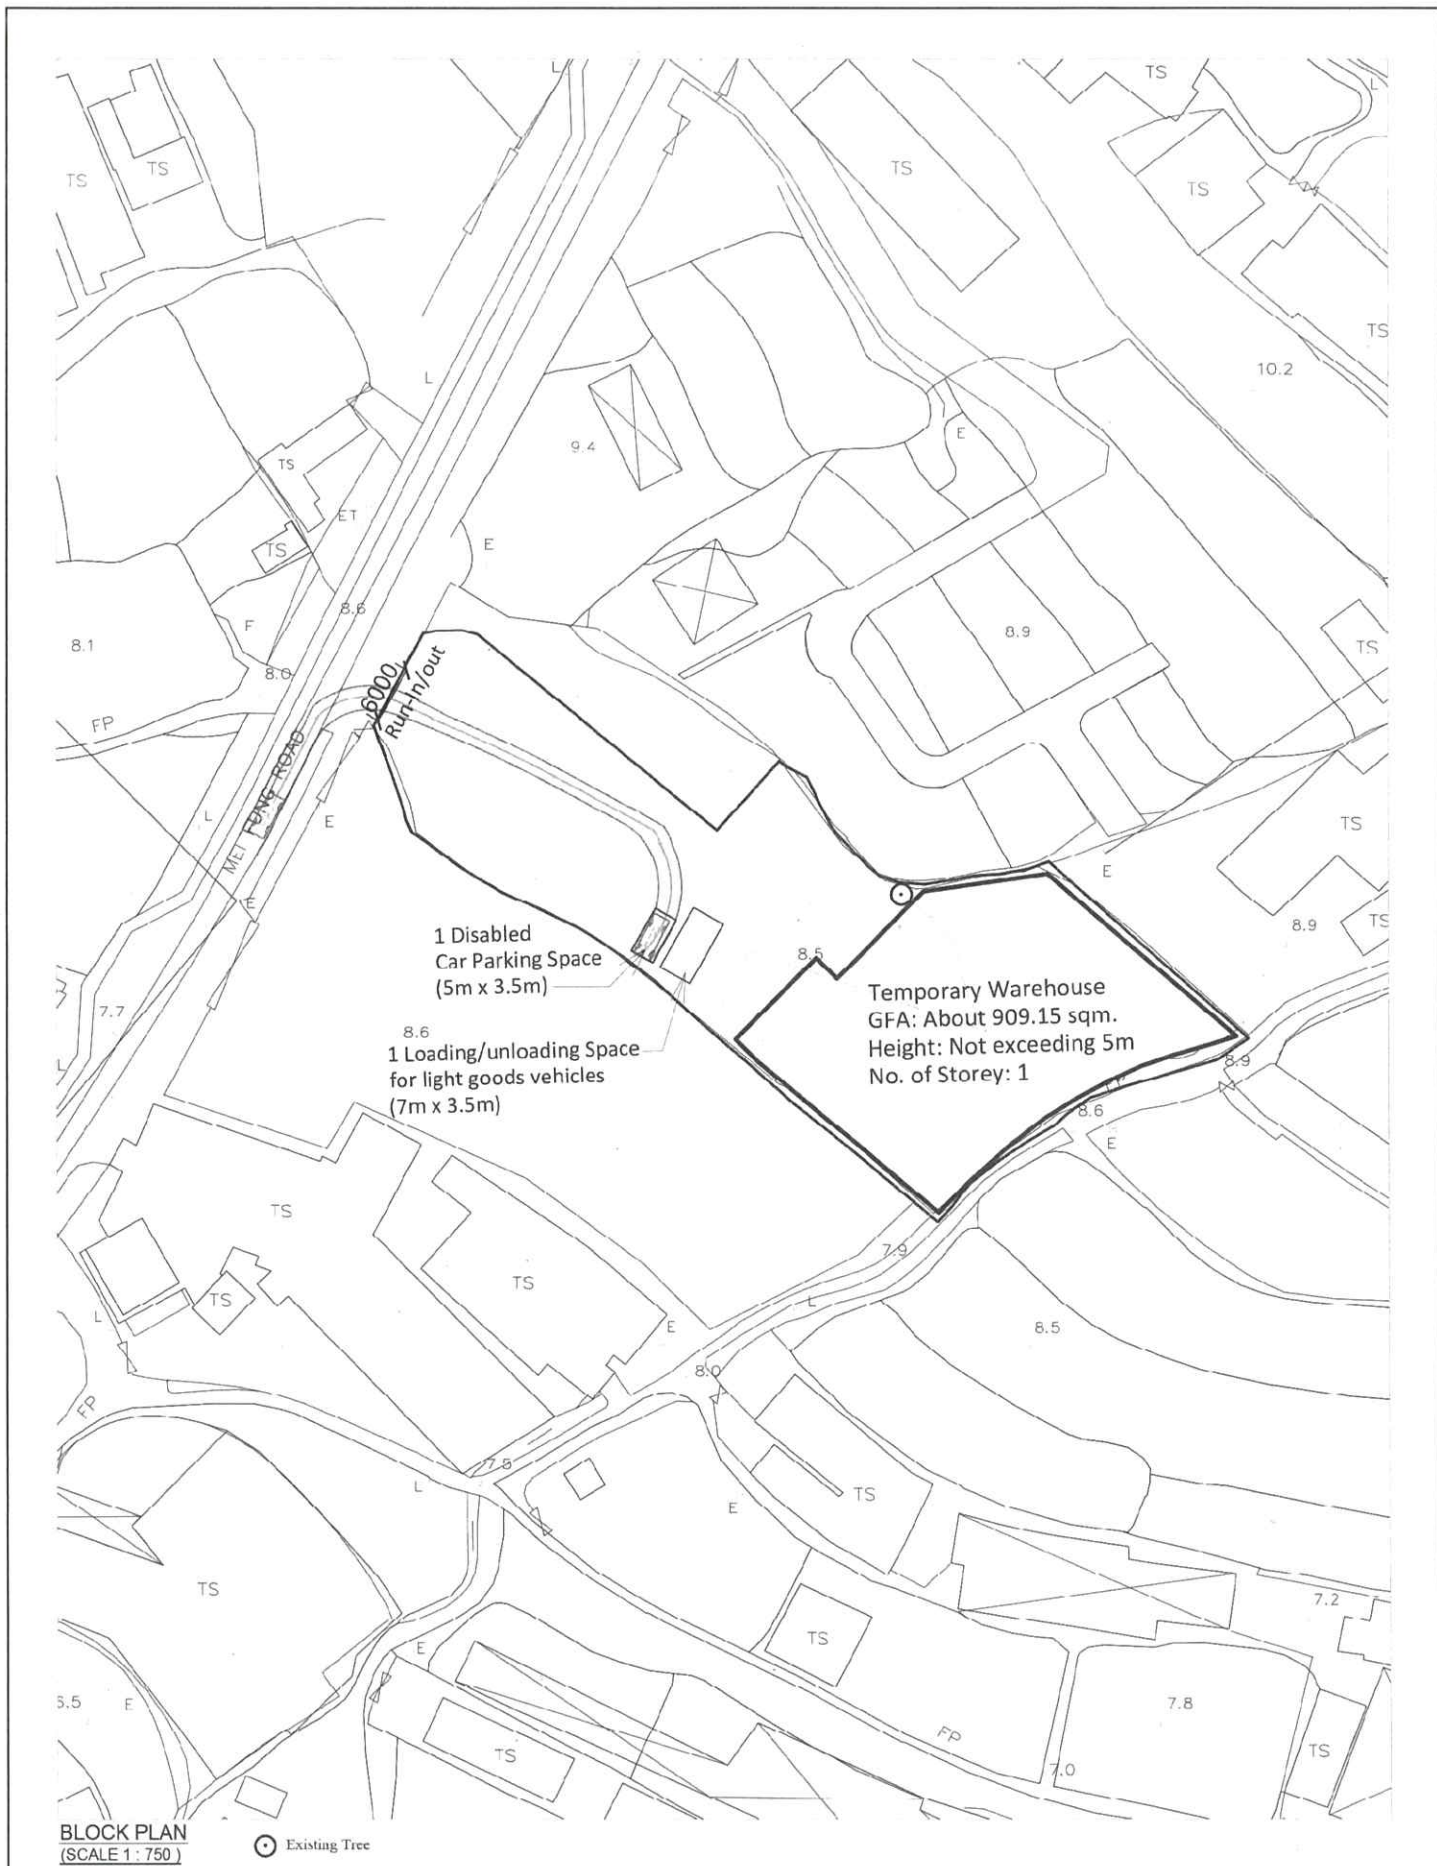 L
TS
L
TS
TS
TS
TS
TS
10.2
L
9.4
E
TS
ET
E
TS
8.6
8.9
F
8.1
TS
8.0
6000
Run-in/out
FP
MEI FUNG ROAD
L
E
TS
E
E
8.9
TS
1 Disabled
Car Parking Space
(5m x 3.5m)
8.5
Temporary Warehouse
GFA: About 909.15 sqm.
Height: Not exceeding 5m
No. of Storey: 1
7.7
8.6
1 Loading/unloading Space
for light goods vehicles
(7m x 3.5m)
L
8.9
8.6
E
TS
7.9
TS
TS
L
L
E
8.5
8.0
FP
7.5
L
E
TS
TS
7.2
TS
E
6.5
E
7.8
FP
TS
TS
7.0
BLOCK PLAN
(SCALE 1 : 750 )
Existing Tree